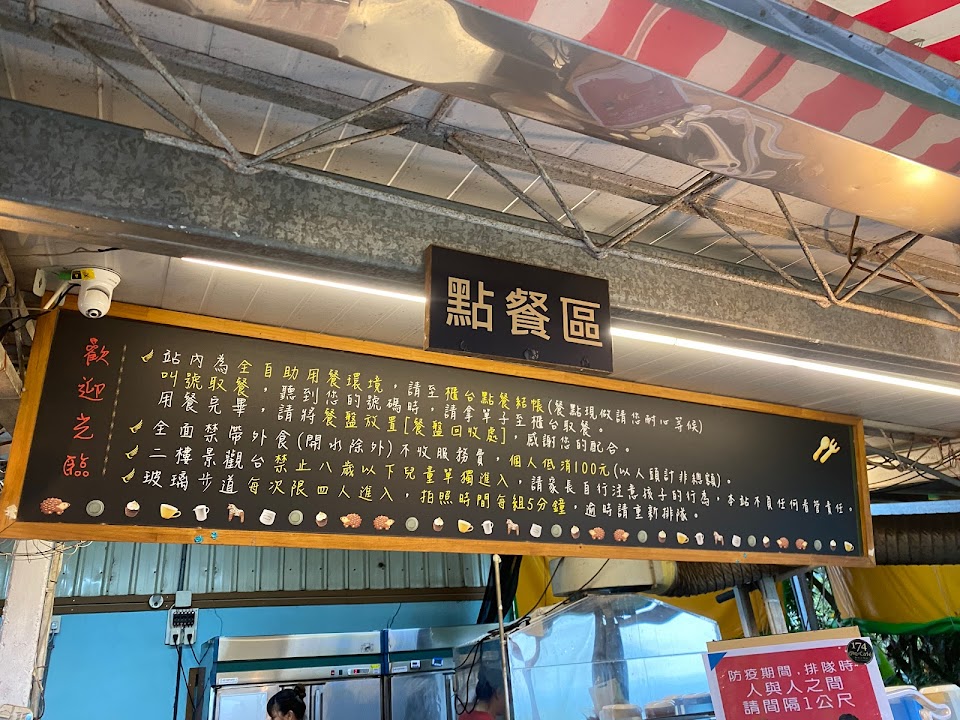 點餐區
歡迎光臨
站內為全自助用餐環境，請至櫃台點餐結帳(餐點現做請您耐心等候)
叫號取餐，聽到您的號碼時，請拿單子至櫃台取餐。
用餐完畢，請將餐盤放置[餐盤回收處]，感謝您的配合。
全面禁帶外食(開水除外)不收服務費，個人低消100元(以人頭計非總額)。
二樓景觀台禁止八歲以下兒童單獨進入，請家長自行注意孩子的行為，本站不負任何看管責任。
玻璃步道每次限四人進入，拍照時間每組5分鐘，逾時請重新排隊。
174
防疫期間．排隊時
人與人之間
請間隔1公尺